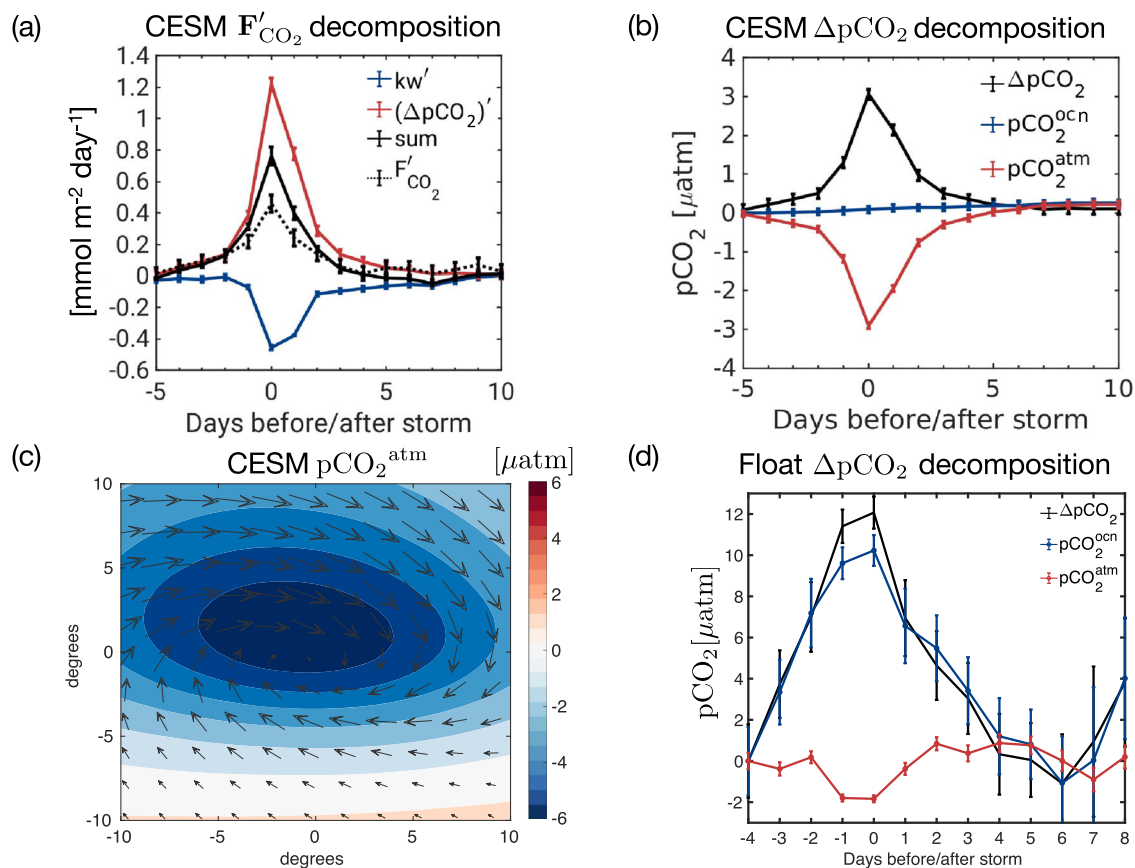 (a) CESM F′CO₂ decomposition
[mmol m⁻² day⁻¹]
1.4
1.2
1
0.8
0.6
0.4
0.2
0
-0.2
-0.4
-0.6
kw′
(ΔpCO₂)′
sum
F′CO₂
-5 0 5 10
Days before/after storm
(b) CESM ΔpCO₂ decomposition
pCO₂ [μatm]
4
3
2
1
0
-1
-2
-3
-4
ΔpCO₂
pCO₂ᵒᶜⁿ
pCO₂ᵃᵗᵐ
-5 0 5 10
Days before/after storm
(c) CESM pCO₂ᵃᵗᵐ [μatm]
degrees
10
5
0
-5
-10
-10 -5 0 5 10
degrees
6
4
2
0
-2
-4
-6
(d) Float ΔpCO₂ decomposition
pCO₂[μatm]
12
10
8
6
4
2
0
-2
ΔpCO₂
pCO₂ᵒᶜⁿ
pCO₂ᵃᵗᵐ
-4 -3 -2 -1 0 1 2 3 4 5 6 7 8
Days before/after storm